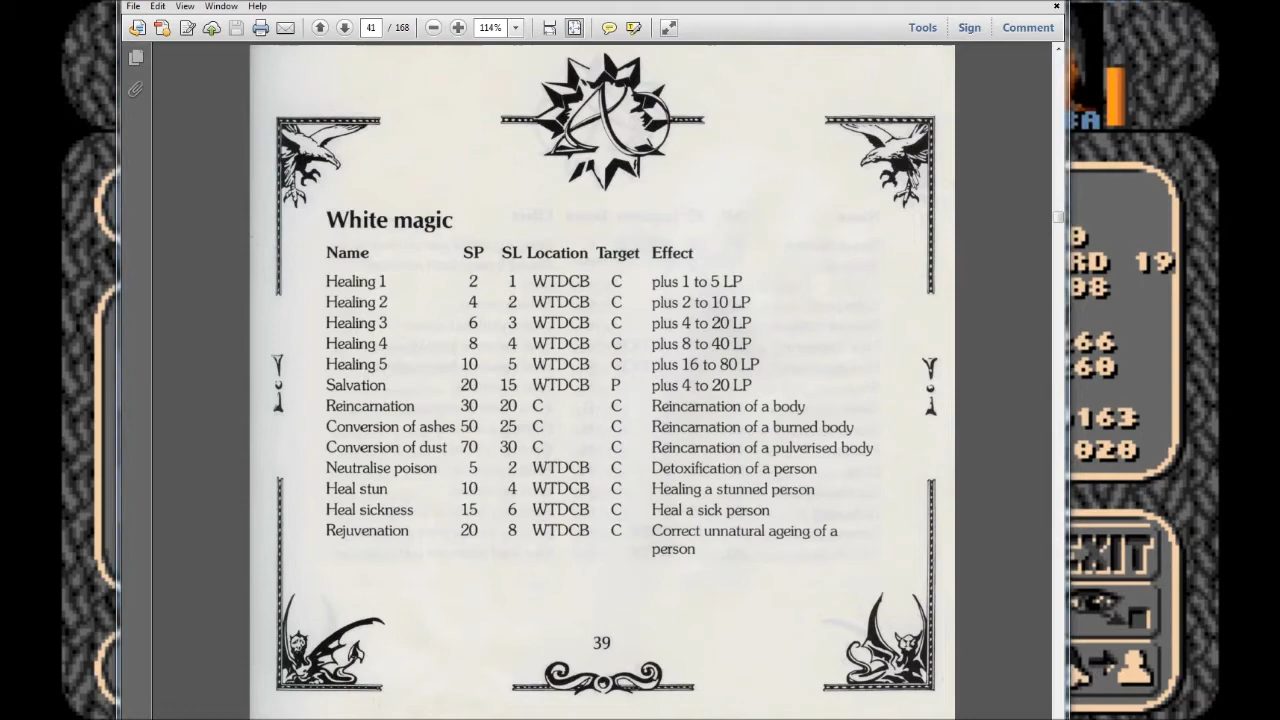 File Edit View Window Help
41 / 168 114% Tools Sign Comment
White magic
Name SP SL Location Target Effect
Healing 1 2 1 WTDCB C plus 1 to 5 LP
Healing 2 4 2 WTDCB C plus 2 to 10 LP
Healing 3 6 3 WTDCB C plus 4 to 20 LP
Healing 4 8 4 WTDCB C plus 8 to 40 LP
Healing 5 10 5 WTDCB C plus 16 to 80 LP
Salvation 20 15 WTDCB P plus 4 to 20 LP
Reincarnation 30 20 C C Reincarnation of a body
Conversion of ashes 50 25 C C Reincarnation of a burned body
Conversion of dust 70 30 C C Reincarnation of a pulverised body
Neutralise poison 5 2 WTDCB C Detoxification of a person
Heal stun 10 4 WTDCB C Healing a stunned person
Heal sickness 15 6 WTDCB C Heal a sick person
Rejuvenation 20 8 WTDCB C Correct unnatural ageing of a
person
39
RD 19
163
020